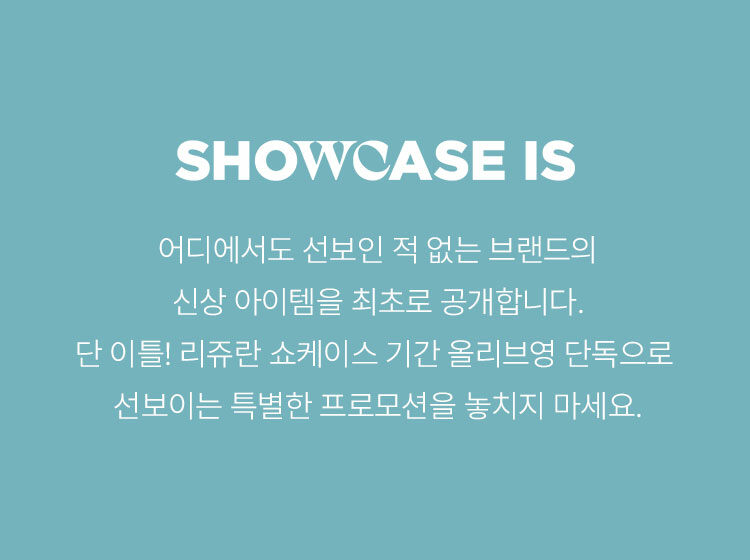 SHOWCASE IS
어디에서도 선보인 적 없는 브랜드의
신상 아이템을 최초로 공개합니다.
단 이틀! 리쥬란 쇼케이스 기간 올리브영 단독으로
선보이는 특별한 프로모션을 놓치지 마세요.